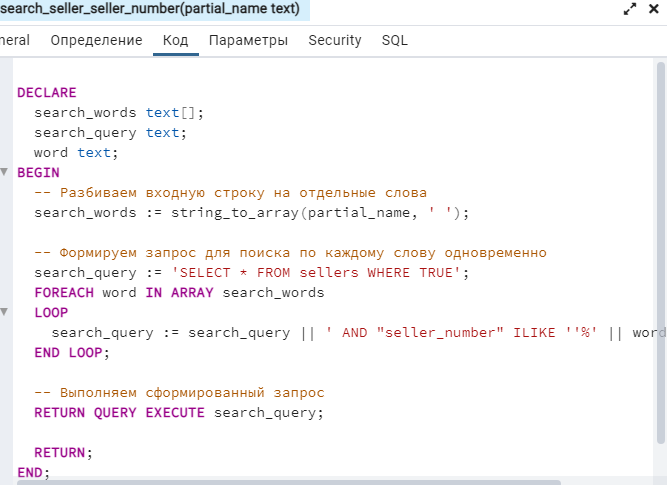 search_seller_seller_number(partial_name text)
neral Определение Код Параметры Security SQL
DECLARE
search_words text[];
search_query text;
word text;
BEGIN
-- Разбиваем входную строку на отдельные слова
search_words := string_to_array(partial_name, ' ');
-- Формируем запрос для поиска по каждому слову одновременно
search_query := 'SELECT * FROM sellers WHERE TRUE';
FOREACH word IN ARRAY search_words
LOOP
search_query := search_query || ' AND "seller_number" ILIKE ''%' || word
END LOOP;
-- Выполняем сформированный запрос
RETURN QUERY EXECUTE search_query;
RETURN;
END;